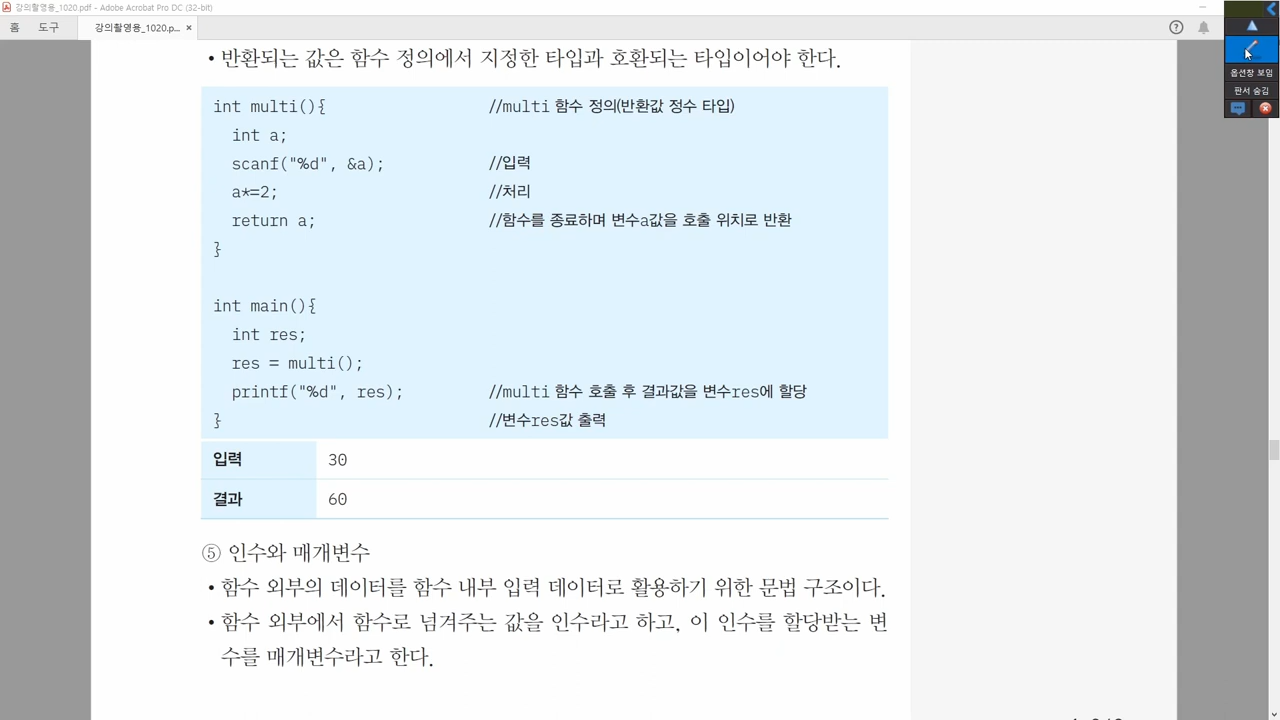 강의촬영용_1020.pdf - Adobe Acrobat Pro DC (32-bit)
홈 도구 강의촬영용_1020.p... ×
옵션창 보임
판서 숨김
• 반환되는 값은 함수 정의에서 지정한 타입과 호환되는 타입이어야 한다.
int multi(){ //multi 함수 정의(반환값 정수 타입)
int a;
scanf("%d", &a); //입력
a*=2; //처리
return a; //함수를 종료하며 변수a값을 호출 위치로 반환
}
int main(){
int res;
res = multi();
printf("%d", res); //multi 함수 호출 후 결과값을 변수res에 할당
} //변수res값 출력
입력 30
결과 60
⑤ 인수와 매개변수
• 함수 외부의 데이터를 함수 내부 입력 데이터로 활용하기 위한 문법 구조이다.
• 함수 외부에서 함수로 넘겨주는 값을 인수라고 하고, 이 인수를 할당받는 변
수를 매개변수라고 한다.